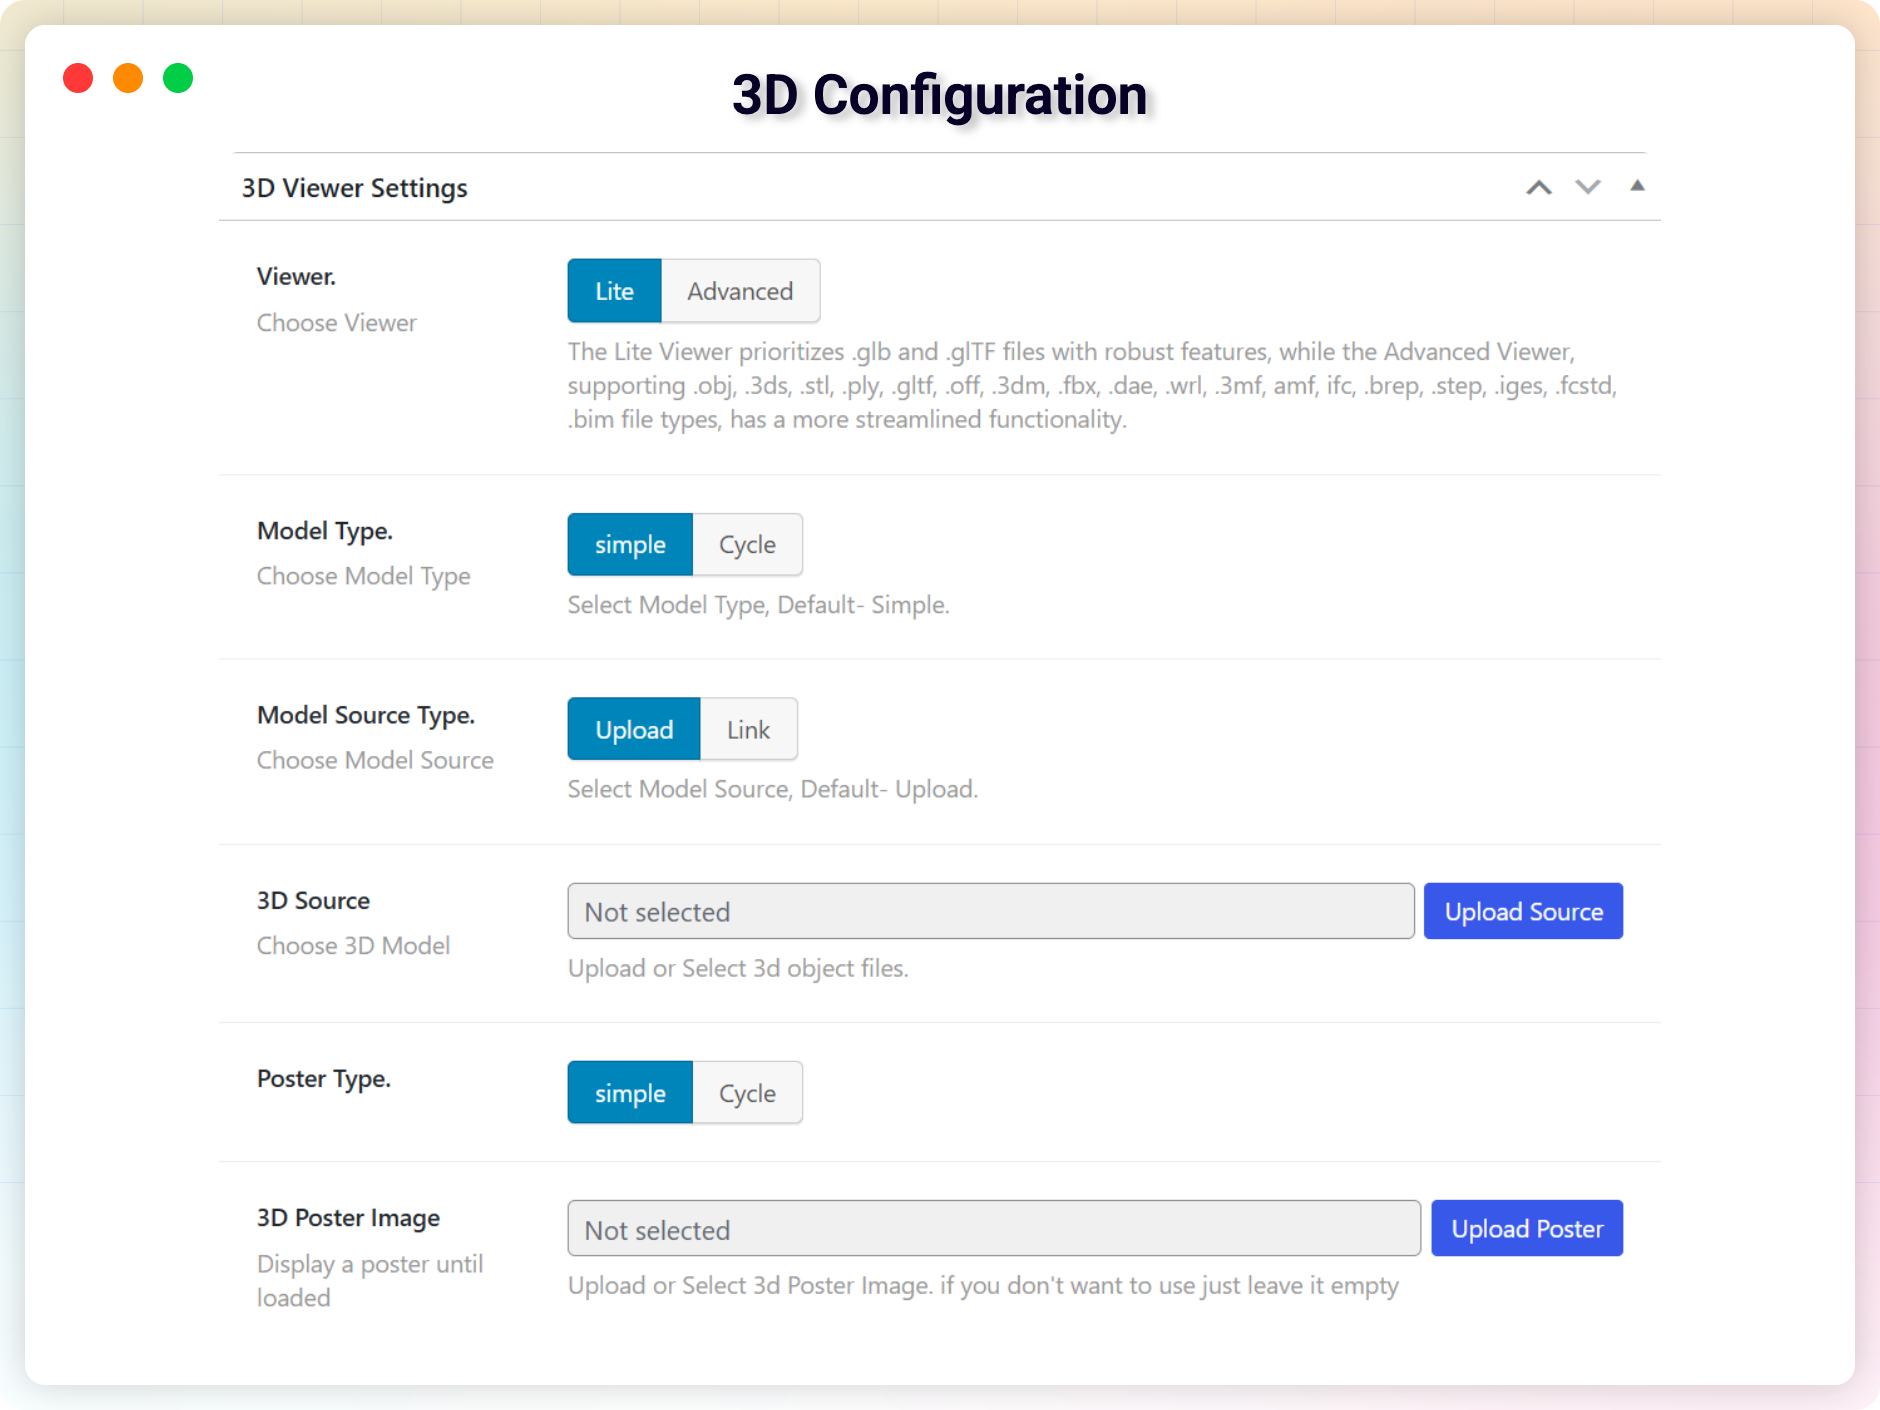 3D Configuration
3D Viewer Settings
Viewer.
Choose Viewer
Lite
Advanced
The Lite Viewer prioritizes .glb and .glTF files with robust features, while the Advanced Viewer,
supporting .obj, .3ds, .stl, .ply, .gltf, .off, .3dm, .fbx, .dae, .wrl, .3mf, amf, ifc, .brep, .step, .iges, .fcstd,
.bim file types, has a more streamlined functionality.
Model Type.
Choose Model Type
simple
Cycle
Select Model Type, Default- Simple.
Model Source Type.
Choose Model Source
Upload
Link
Select Model Source, Default- Upload.
3D Source
Choose 3D Model
Not selected
Upload Source
Upload or Select 3d object files.
Poster Type.
simple
Cycle
3D Poster Image
Display a poster until
loaded
Not selected
Upload Poster
Upload or Select 3d Poster Image. if you don't want to use just leave it empty